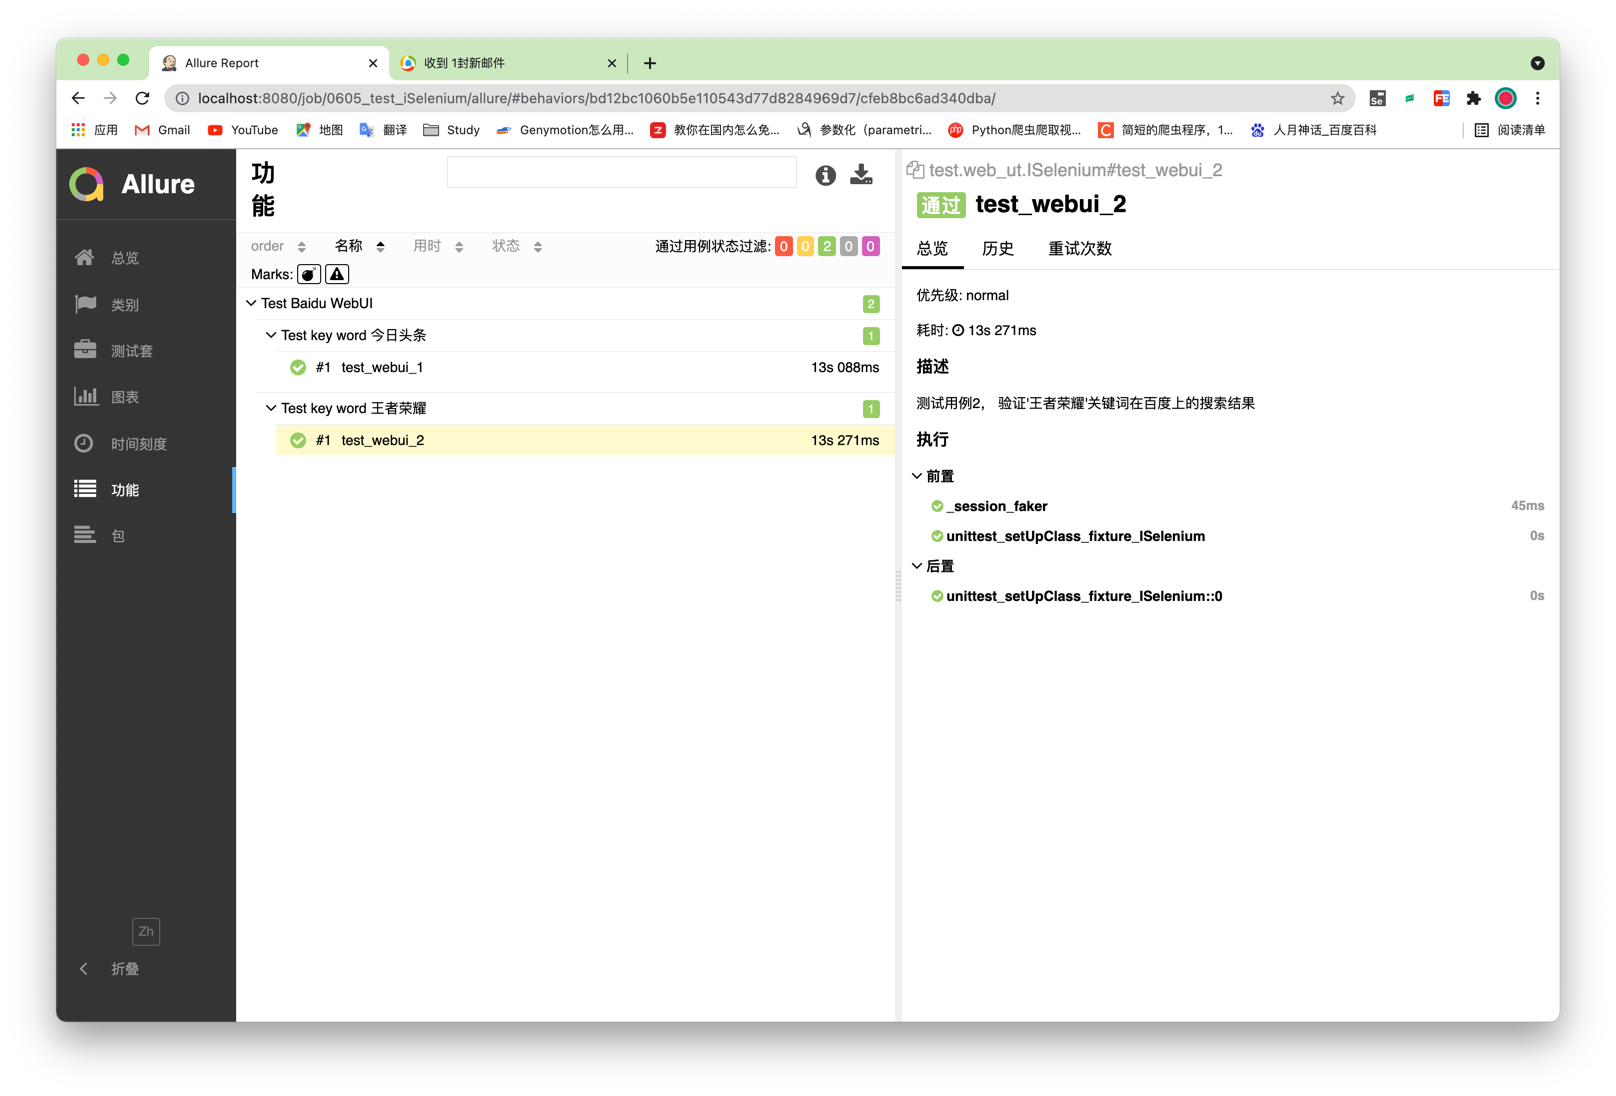 Allure Report
收到 1封新邮件
localhost:8080/job/0605_test_iSelenium/allure/#behaviors/bd12bc1060b5e110543d77d8284969d7/cfeb8bc6ad340dba/
Se
FE
应用
Gmail
YouTube
地图
翻译
Study
Genymotion怎么用...
教你在国内怎么免...
参数化（parametri...
php
Python爬虫爬取视...
C
简短的爬虫程序，1...
人月神话_百度百科
阅读清单
Allure
总览
类别
测试套
图表
时间刻度
功能
包
Zh
折叠
功
能
order 名称 用时 状态 通过用例状态过滤: 0 0 2 0 0
Marks:
Test Baidu WebUI 2
Test key word 今日头条 1
#1 test_webui_1 13s 088ms
Test key word 王者荣耀 1
#1 test_webui_2 13s 271ms
test.web_ut.ISelenium#test_webui_2
通过 test_webui_2
总览 历史 重试次数
优先级: normal
耗时: 13s 271ms
描述
测试用例2， 验证'王者荣耀'关键词在百度上的搜索结果
执行
前置
_session_faker 45ms
unittest_setUpClass_fixture_ISelenium 0s
后置
unittest_setUpClass_fixture_ISelenium::0 0s